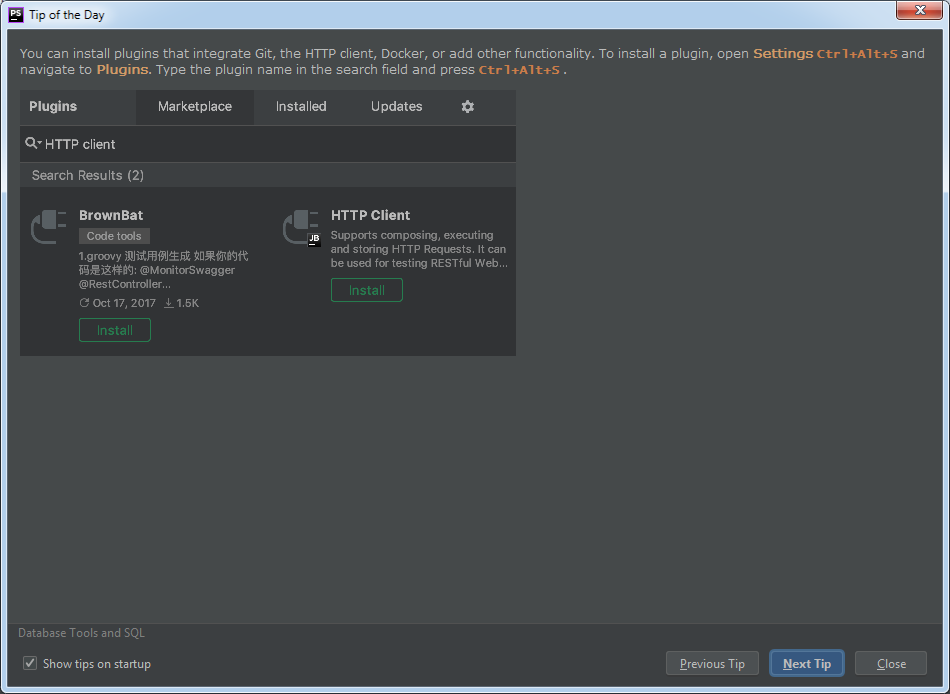 PS Tip of the Day
You can install plugins that integrate Git, the HTTP client, Docker, or add other functionality. To install a plugin, open Settings Ctrl+Alt+S and
navigate to Plugins. Type the plugin name in the search field and press Ctrl+Alt+S .
Plugins Marketplace Installed Updates
HTTP client
Search Results (2)
BrownBat
Code tools
1.groovy 测试用例生成 如果你的代
码是这样的: @MonitorSwagger
@RestController...
Oct 17, 2017 1.5K
Install
HTTP Client
JB
Supports composing, executing
and storing HTTP Requests. It can
be used for testing RESTful Web...
Install
Database Tools and SQL
Show tips on startup
Previous Tip Next Tip Close